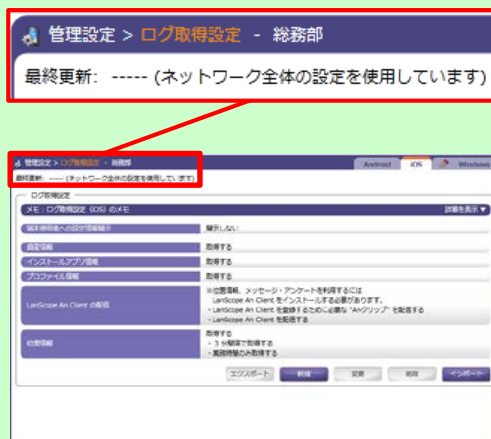 管理設定 > ログ取得設定 - 総務部
最終更新: ----- (ネットワーク全体の設定を使用しています)
管理設定 > ログ取得設定 - 総務部
Android iOS Windows
最終更新: ----- (ネットワーク全体の設定を使用しています)
ログ取得設定
メモ:ログ取得設定 (iOS) のメモ 詳細を表示▼
端末使用者への設定情報開示 開示しない
資産情報 取得する
インストールアプリ情報 取得する
プロファイル情報 取得する
LanScope An Client の配信
※位置情報、メッセージ・アンケートを利用するには
LanScope An Client をインストールする必要があります。
・LanScope An Client を登録するために必要な "Anクリップ" を配信する
・LanScope An Client を配信する
位置情報
取得する
・3 分間隔で取得する
・業務時間のみ取得する
エクスポート 新規 変更 削除 インポート